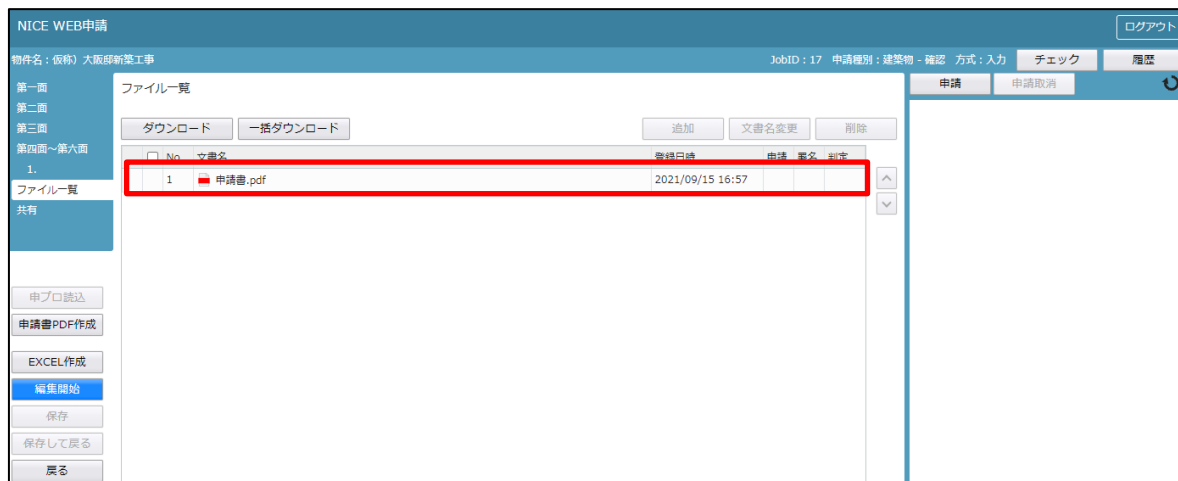 NICE WEB申請
ログアウト
物件名：仮称）大阪邸新築工事
JobID：17 申請種別：建築物 - 確認 方式：入力 チェック 履歴
第一面
第二面
第三面
第四面～第六面
1.
ファイル一覧
共有
申プロ読込
申請書PDF作成
EXCEL作成
編集開始
保存
保存して戻る
戻る
ファイル一覧
ダウンロード 一括ダウンロード 追加 文書名変更 削除
No 文書名 登録日時 申請 署名 判定
1 申請書.pdf 2021/09/15 16:57
申請 申請取消